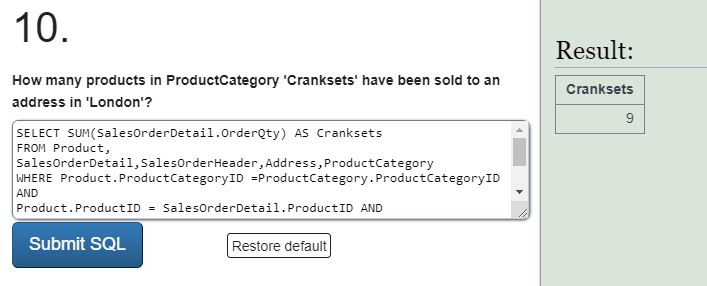 10.
How many products in ProductCategory 'Cranksets' have been sold to an
address in 'London'?
SELECT SUM(SalesOrderDetail.OrderQty) AS Cranksets
FROM Product,
SalesOrderDetail,SalesOrderHeader,Address,ProductCategory
WHERE Product.ProductCategoryID =ProductCategory.ProductCategoryID
AND
Product.ProductID = SalesOrderDetail.ProductID AND
Submit SQL
Restore default
Result:
Cranksets
9